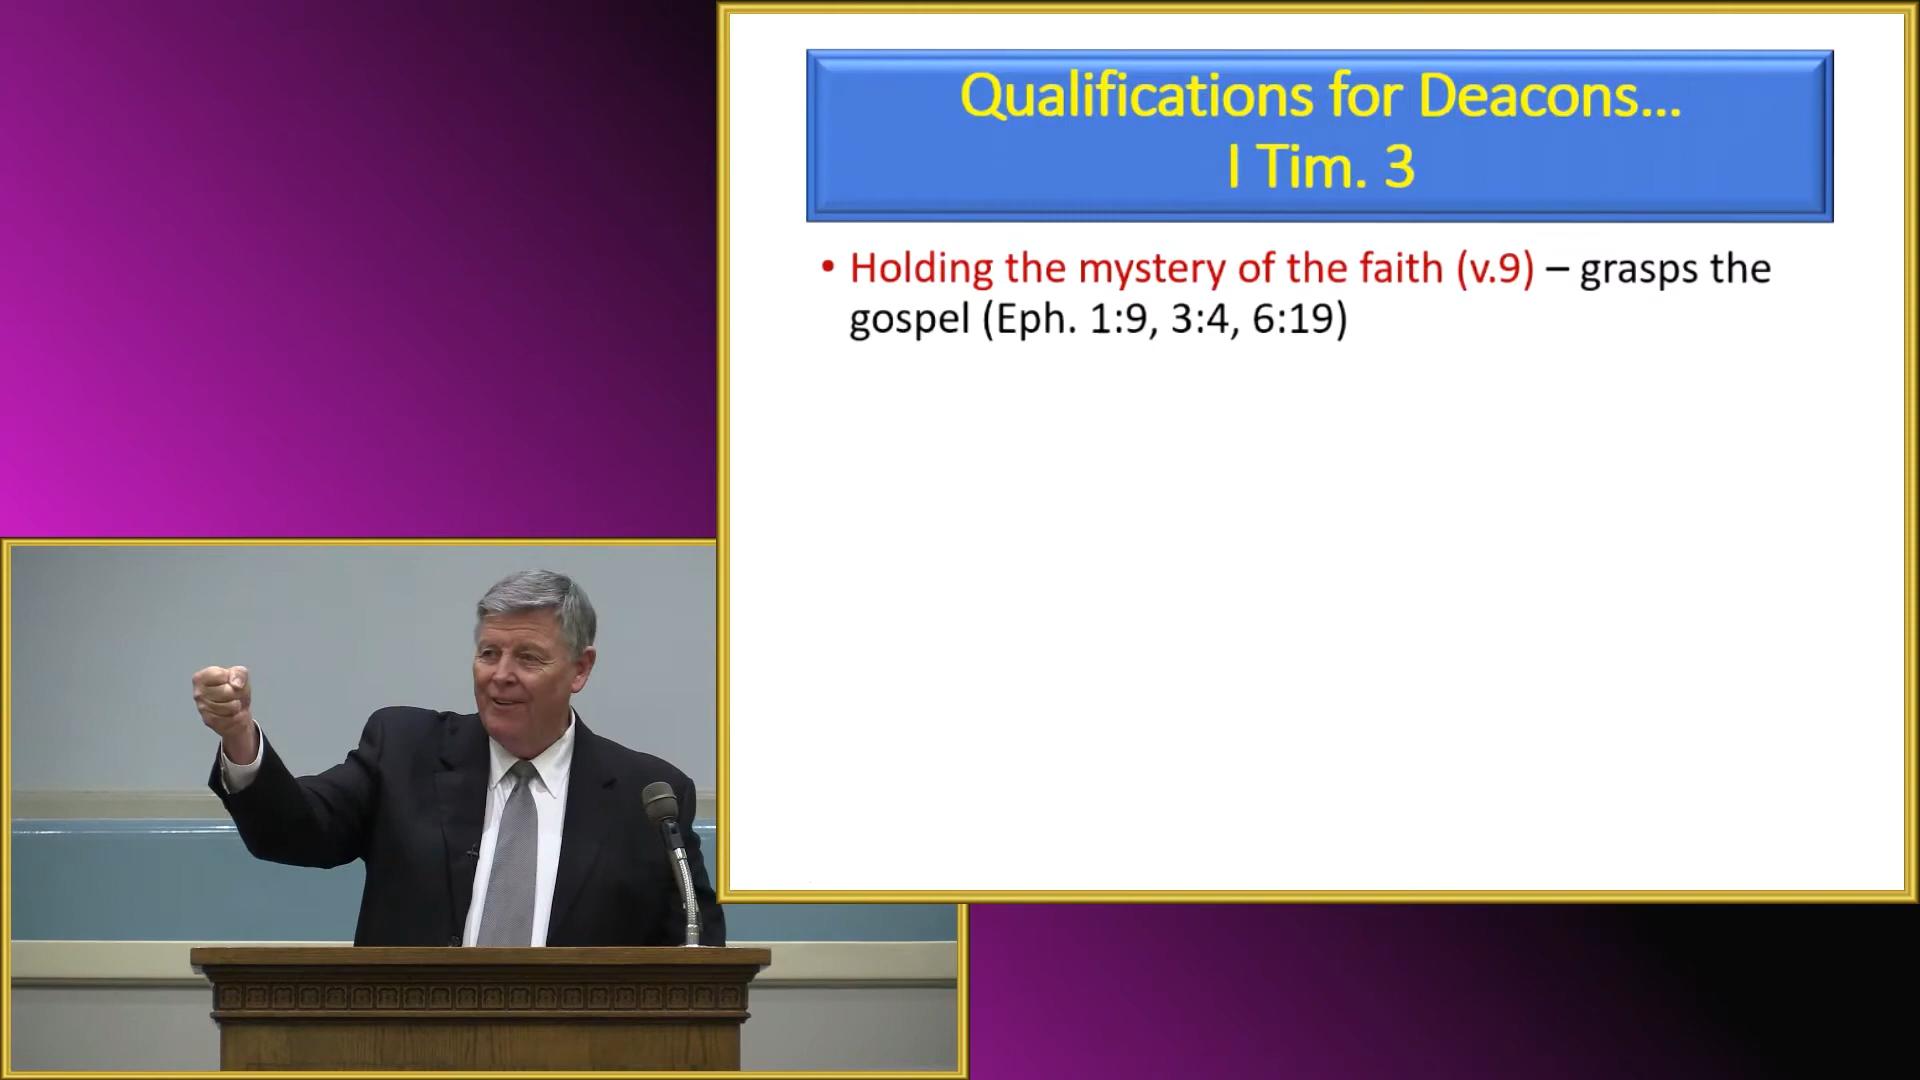 Qualifications for Deacons...
I Tim. 3
• Holding the mystery of the faith (v.9) – grasps the
gospel (Eph. 1:9, 3:4, 6:19)